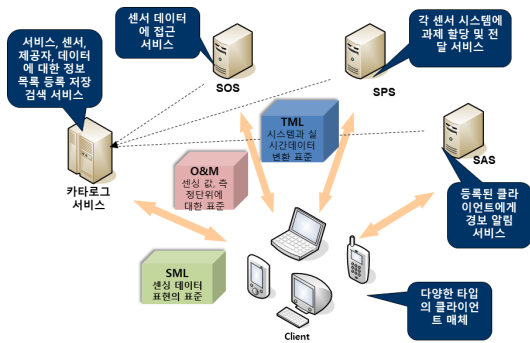 센서 데이터
에 접근
서비스
각 센서 시스템에
과제 할당 및 전
달 서비스
서비스, 센서,
제공자, 데이터
에 대한 정보
목록 등록 저장
검색 서비스
SOS
SPS
TML
시스템과 실
시간데이터
변환 표준
SAS
O&M
센싱 값, 측
정단위에
대한 표준
카타로그
서비스
등록된 클라
이언트에게
경보 알림
서비스
SML
센싱 데이터
표현의 표준
다양한 타입
의 클라이언
트 매체
Client